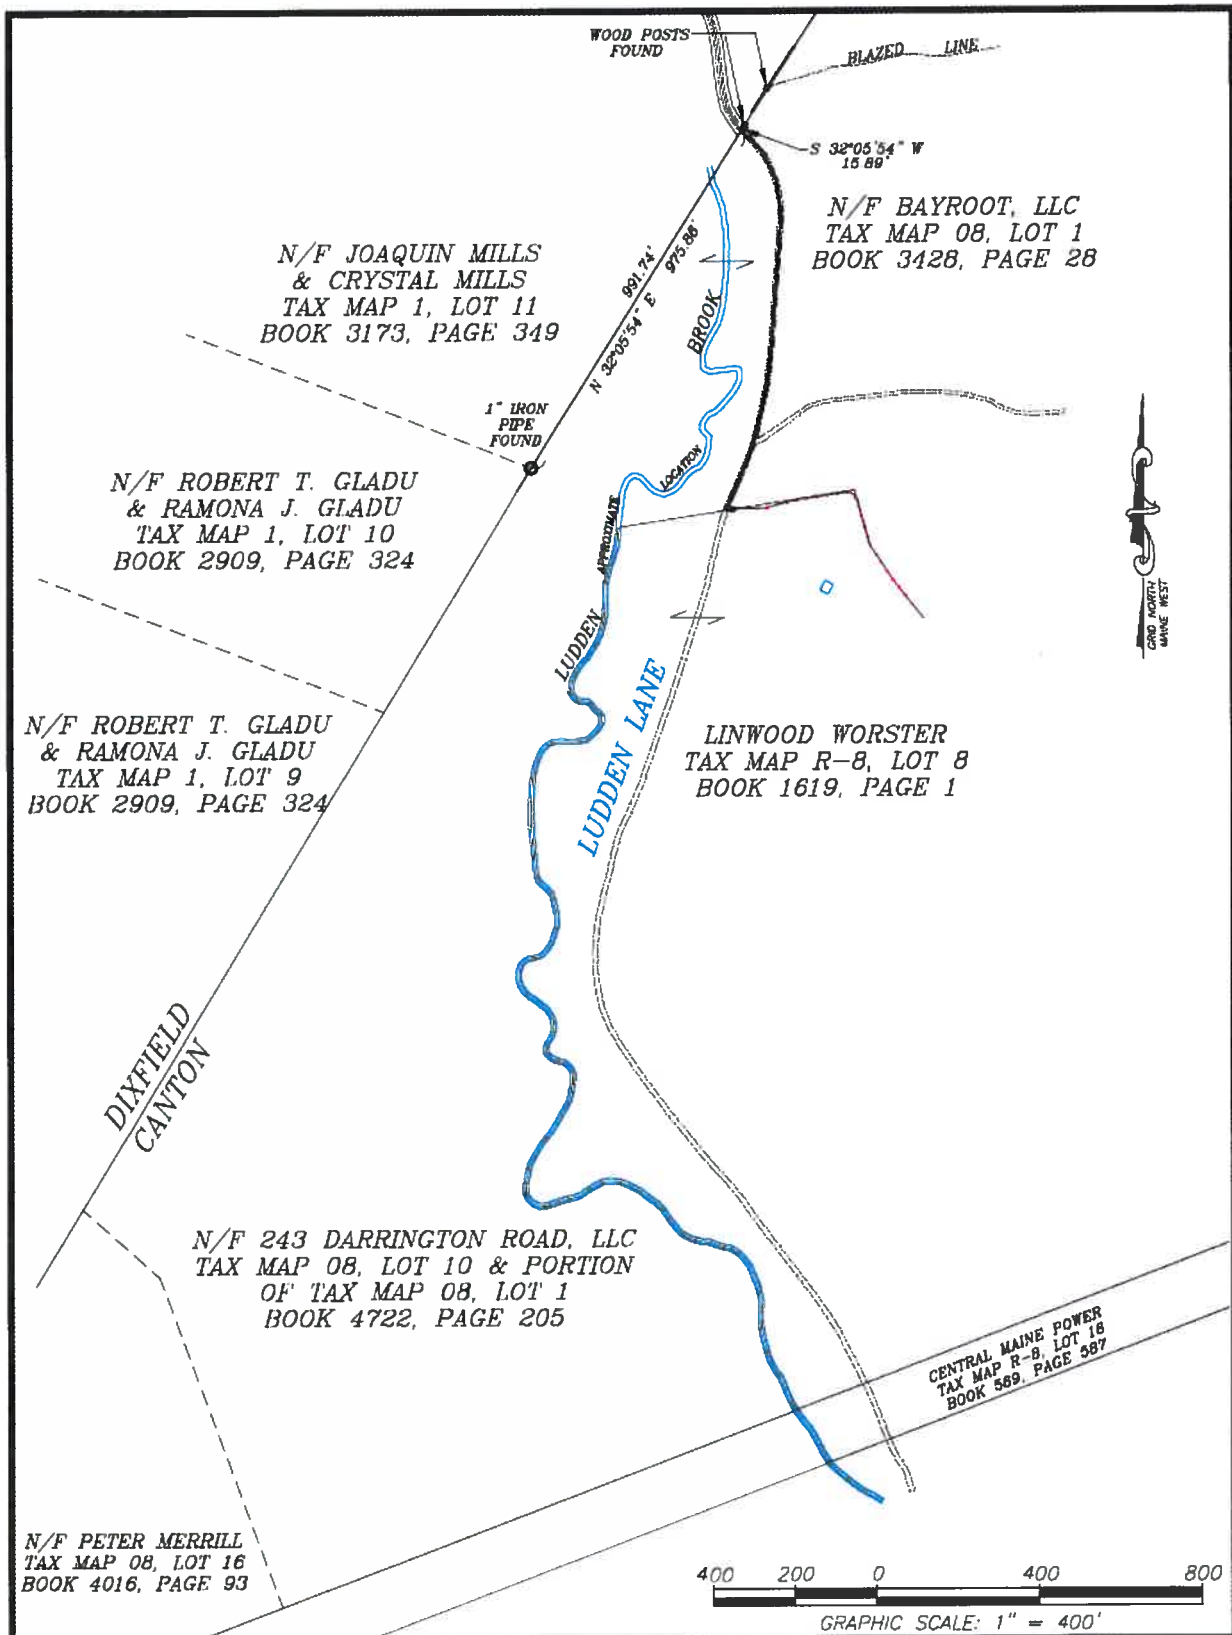 WOOD POSTS
FOUND
BLAZED LINE
S 32°05'54" W
15.89'
N/F BAYROOT, LLC
TAX MAP 08, LOT 1
BOOK 3428, PAGE 28
N/F JOAQUIN MILLS
& CRYSTAL MILLS
TAX MAP 1, LOT 11
BOOK 3173, PAGE 349
991.74'
975.86'
N 32°05'54" E
BROOK
1" IRON
PIPE
FOUND
LOCATION
APPROXIMATE
LUDDEN
N/F ROBERT T. GLADU
& RAMONA J. GLADU
TAX MAP 1, LOT 10
BOOK 2909, PAGE 324
GRID NORTH
MAINE WEST
N/F ROBERT T. GLADU
& RAMONA J. GLADU
TAX MAP 1, LOT 9
BOOK 2909, PAGE 324
LUDDEN LANE
LINWOOD WORSTER
TAX MAP R-8, LOT 8
BOOK 1619, PAGE 1
DIXFIELD
CANTON
N/F 243 DARRINGTON ROAD, LLC
TAX MAP 08, LOT 10 & PORTION
OF TAX MAP 08, LOT 1
BOOK 4722, PAGE 205
CENTRAL MAINE POWER
TAX MAP R-8, LOT 18
BOOK 589, PAGE 587
N/F PETER MERRILL
TAX MAP 08, LOT 16
BOOK 4016, PAGE 93
400 200 0 400 800
GRAPHIC SCALE: 1" = 400'